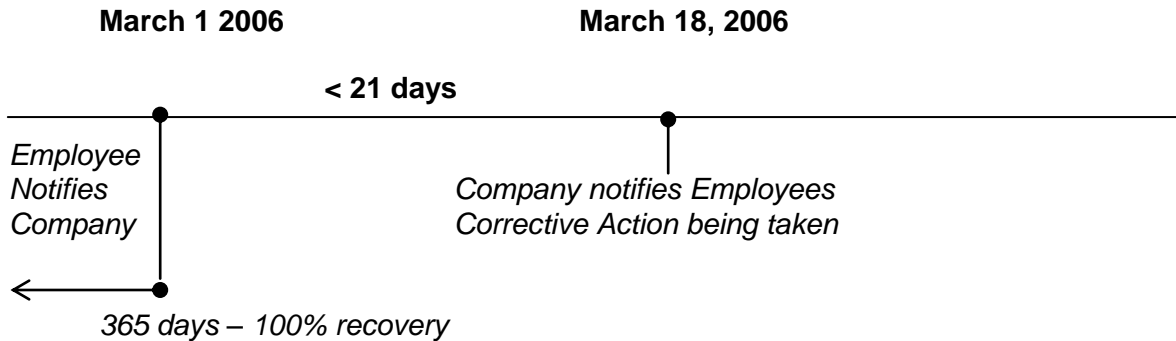 March 1 2006
March 18, 2006
< 21 days
Employee
Notifies
Company
Company notifies Employees
Corrective Action being taken
365 days – 100% recovery